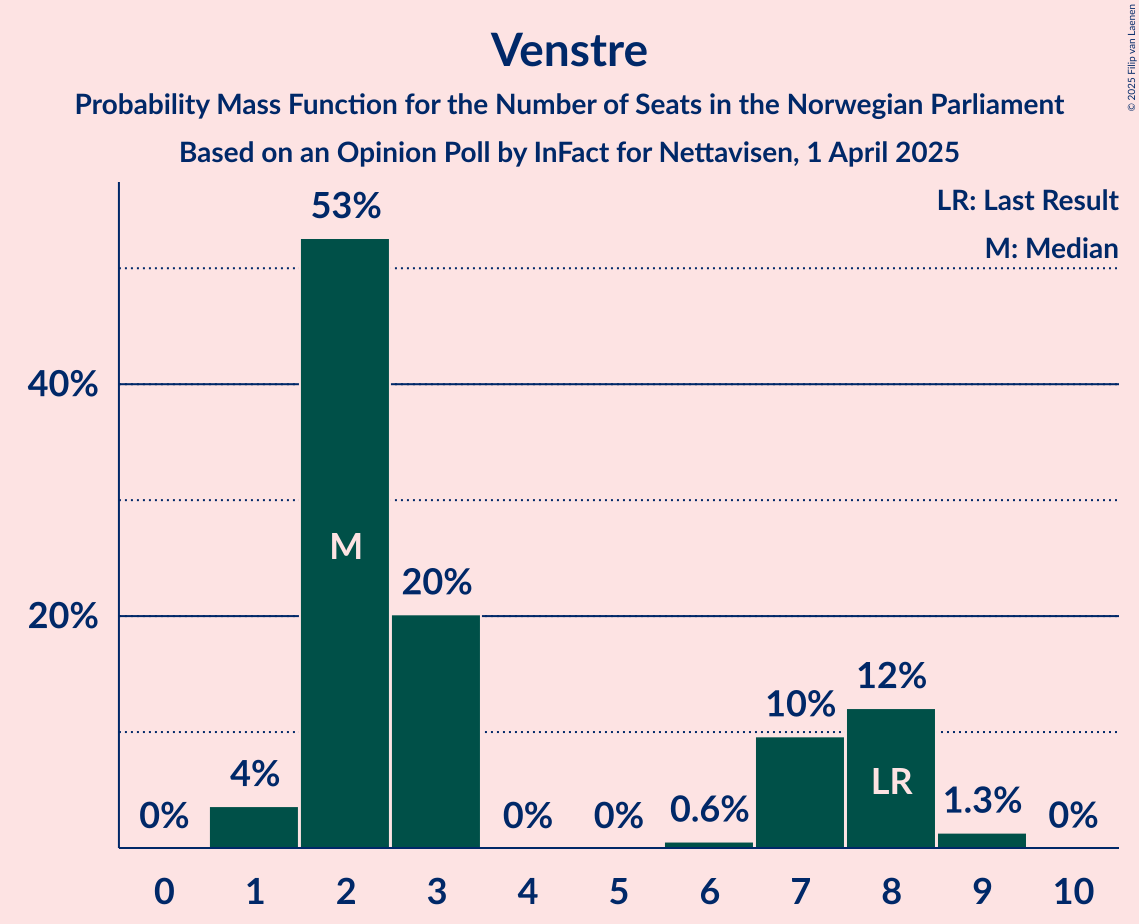 Venstre
Probability Mass Function for the Number of Seats in the Norwegian Parliament
Based on an Opinion Poll by InFact for Nettavisen, 1 April 2025
© 2025 Filip van Laenen
LR: Last Result
M: Median
40%
20%
0%
4%
53%
20%
0%
0%
0.6%
10%
12%
1.3%
0%
M
LR
0 1 2 3 4 5 6 7 8 9 10